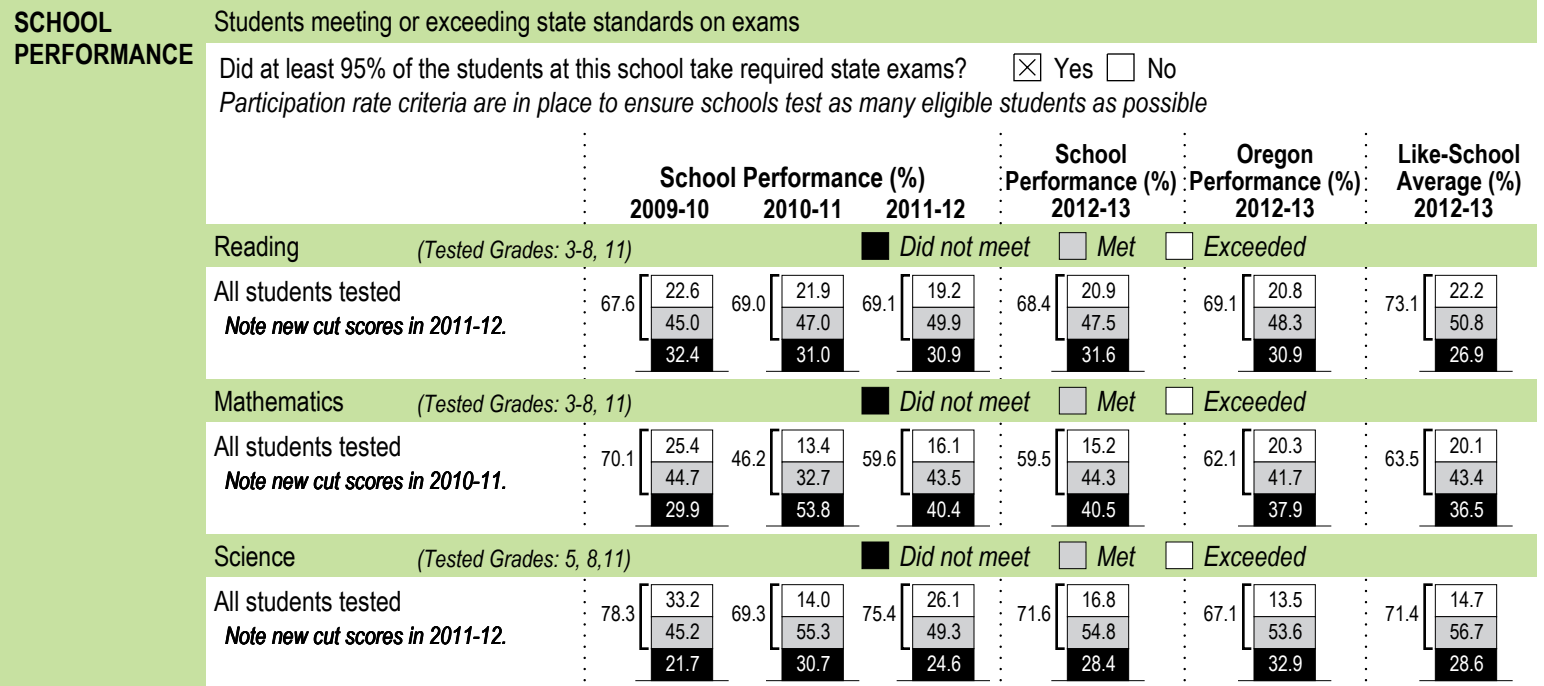 SCHOOL
PERFORMANCE
Students meeting or exceeding state standards on exams
Did at least 95% of the students at this school take required state exams? ☒ Yes ☐ No
Participation rate criteria are in place to ensure schools test as many eligible students as possible
School Performance (%)
2009-10 2010-11 2011-12
School
Performance (%)
2012-13
Oregon
Performance (%)
2012-13
Like-School
Average (%)
2012-13
Reading (Tested Grades: 3-8, 11) Did not meet Met Exceeded
All students tested
Note new cut scores in 2011-12.
67.6 22.6 45.0 32.4
69.0 21.9 47.0 31.0
69.1 19.2 49.9 30.9
68.4 20.9 47.5 31.6
69.1 20.8 48.3 30.9
73.1 22.2 50.8 26.9
Mathematics (Tested Grades: 3-8, 11) Did not meet Met Exceeded
All students tested
Note new cut scores in 2010-11.
70.1 25.4 44.7 29.9
46.2 13.4 32.7 53.8
59.6 16.1 43.5 40.4
59.5 15.2 44.3 40.5
62.1 20.3 41.7 37.9
63.5 20.1 43.4 36.5
Science (Tested Grades: 5, 8,11) Did not meet Met Exceeded
All students tested
Note new cut scores in 2011-12.
78.3 33.2 45.2 21.7
69.3 14.0 55.3 30.7
75.4 26.1 49.3 24.6
71.6 16.8 54.8 28.4
67.1 13.5 53.6 32.9
71.4 14.7 56.7 28.6